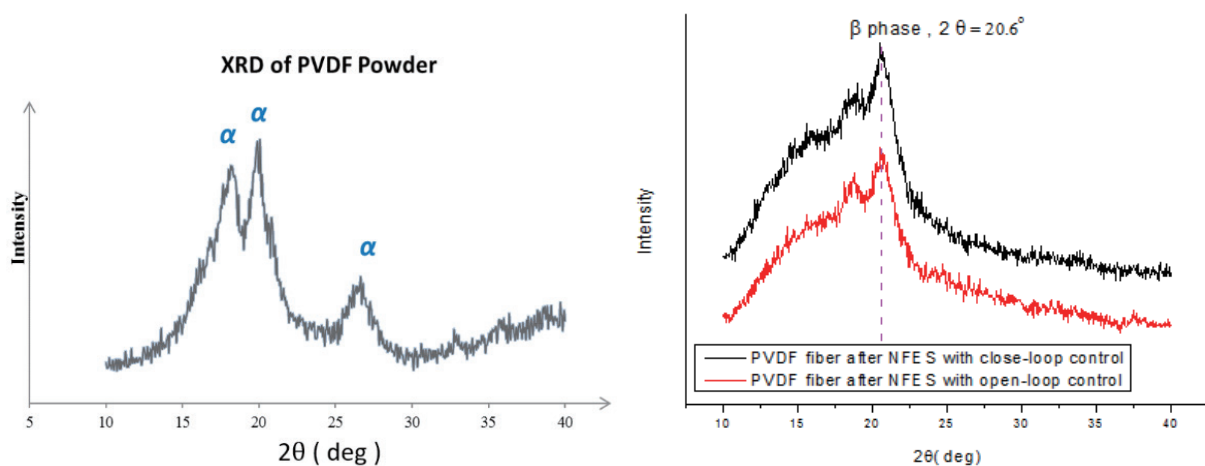 XRD of PVDF Powder
α
α
α
Intensity
5
10
15
20
25
30
35
40
2θ ( deg )
β phase , 2 θ = 20.6°
Intensity
PVDF fiber after NFES with close-loop control
PVDF fiber after NFES with open-loop control
10
15
20
25
30
35
40
2θ( deg)